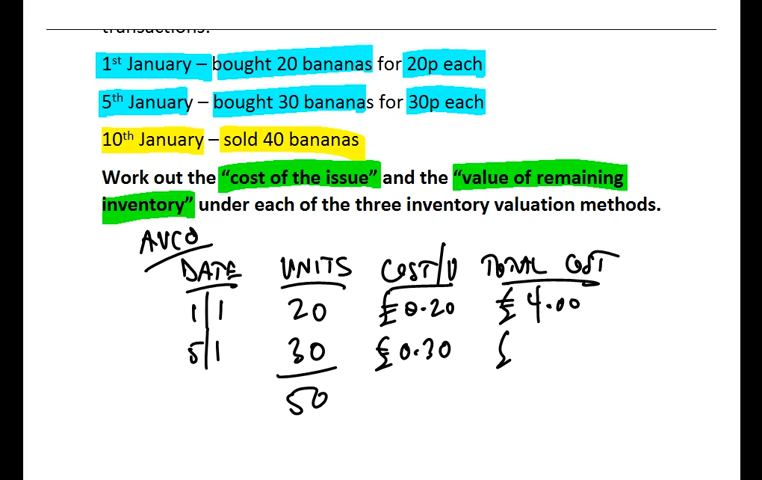 transactions:
1st January – bought 20 bananas for 20p each
5th January – bought 30 bananas for 30p each
10th January – sold 40 bananas
Work out the “cost of the issue” and the “value of remaining
inventory” under each of the three inventory valuation methods.
AVCO
DATE UNITS COST/U TOTAL COST
1/1 20 £0.20 £4.00
5/1 30 £0.30 £
50